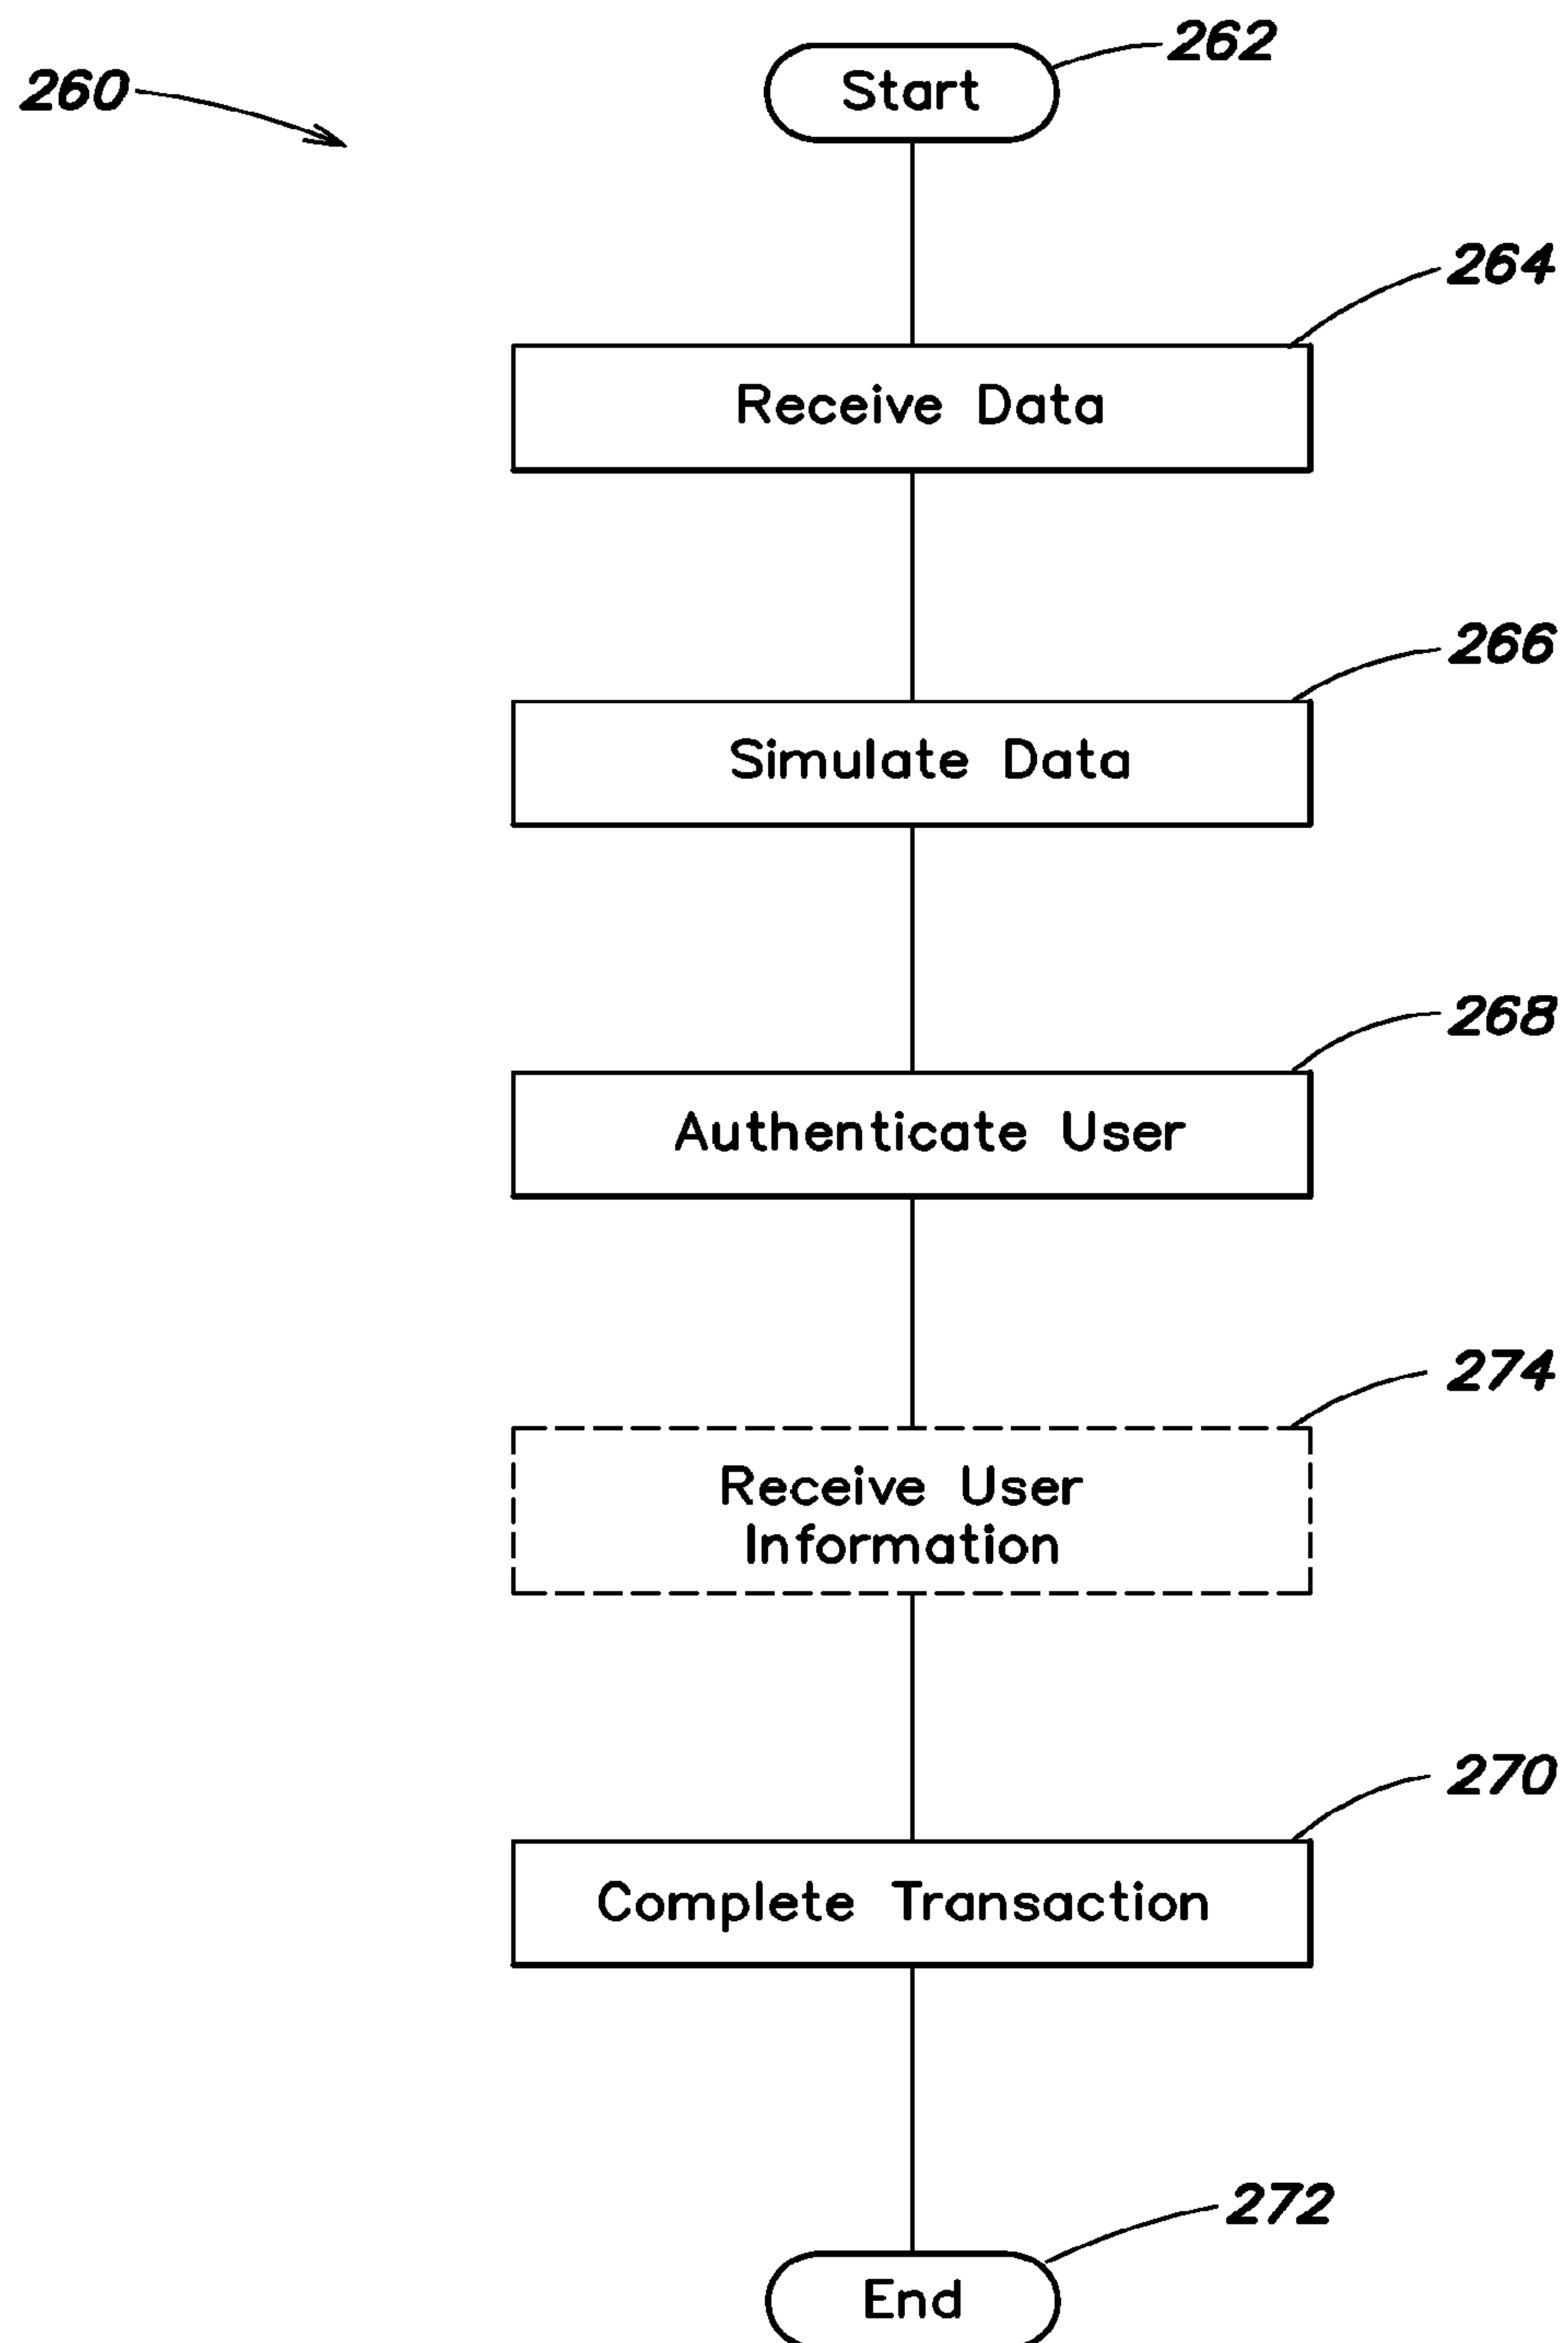 262
260
Start
264
Receive Data
266
Simulate Data
268
Authenticate User
274
Receive User
Information
270
Complete Transaction
272
End